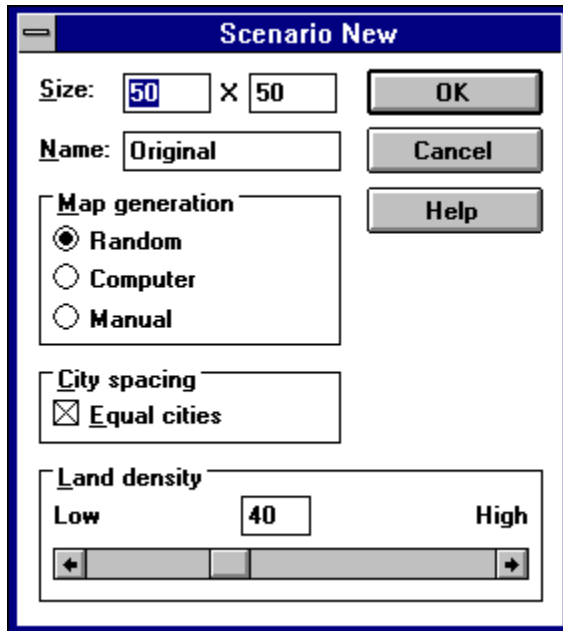 Scenario New
Size: 50 X 50 OK
Name: Original Cancel
Map generation Help
Random
Computer
Manual
City spacing
Equal cities
Land density
Low 40 High